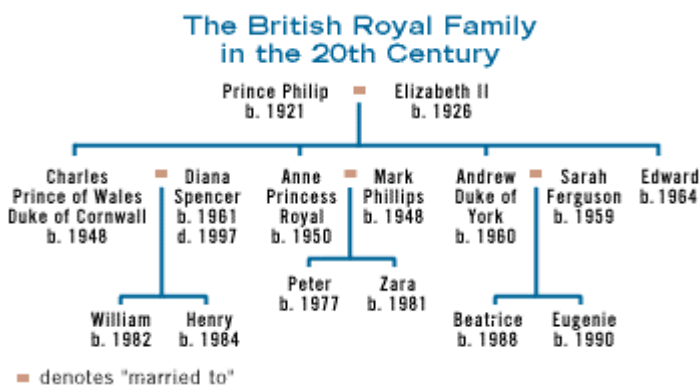 The British Royal Family
in the 20th Century
Prince Philip
b. 1921
Elizabeth II
b. 1926
Charles
Prince of Wales
Duke of Cornwall
b. 1948
Diana
Spencer
b. 1961
d. 1997
Anne
Princess
Royal
b. 1950
Mark
Phillips
b. 1948
Andrew
Duke of
York
b. 1960
Sarah
Ferguson
b. 1959
Edward
b. 1964
William
b. 1982
Henry
b. 1984
Peter
b. 1977
Zara
b. 1981
Beatrice
b. 1988
Eugenie
b. 1990
denotes "married to"